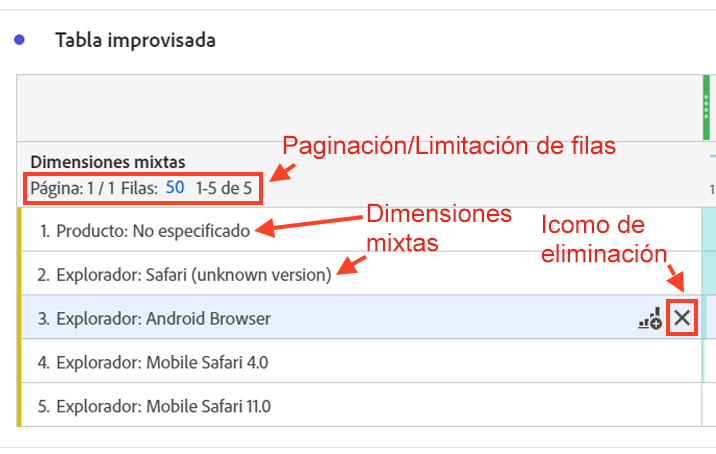 Tabla improvisada
Paginación/Limitación de filas
Dimensiones mixtas
Página: 1 / 1 Filas: 50 1-5 de 5
1
Dimensiones
mixtas
Icomo de
eliminación
1. Producto: No especificado
2. Explorador: Safari (unknown version)
3. Explorador: Android Browser
4. Explorador: Mobile Safari 4.0
5. Explorador: Mobile Safari 11.0